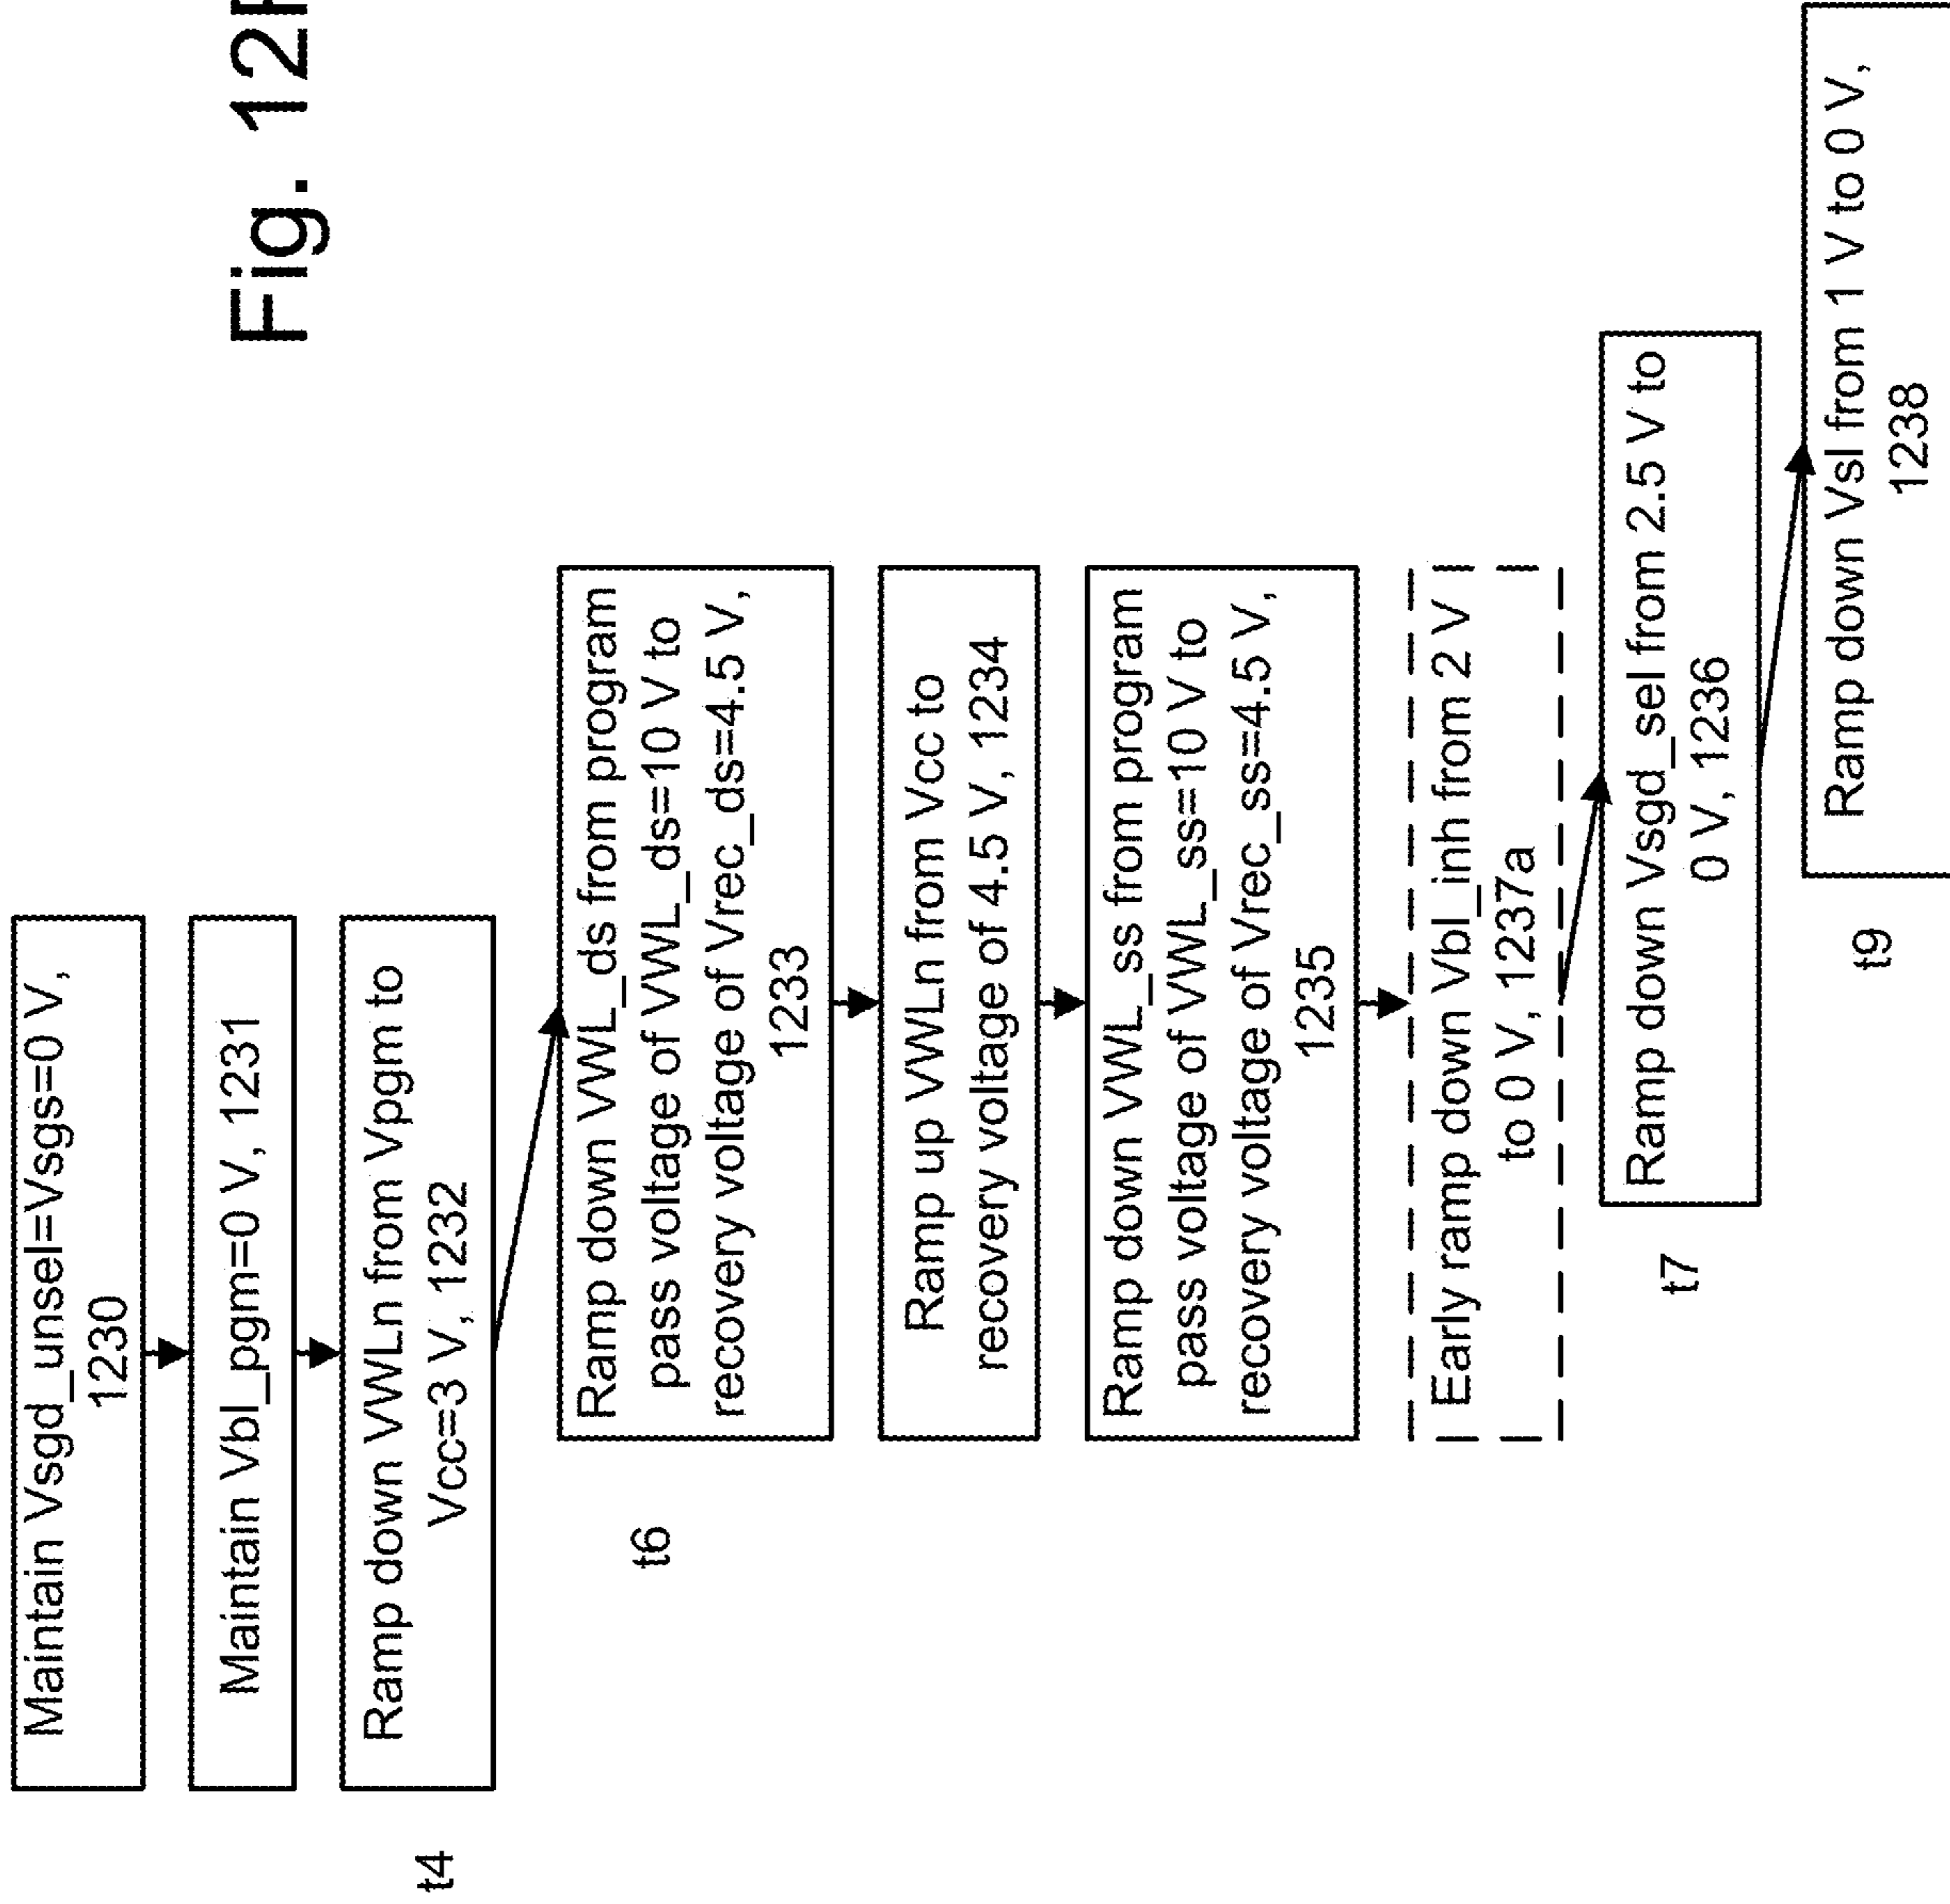 Maintain Vsgd_unsel=Vsgs=0 V,
1230
Maintain Vbl_pgm=0 V, 1231
t4
Ramp down VWLn from Vpgm to
Vcc=3 V, 1232
t6
Ramp down VWL_ds from program
pass voltage of VWL_ds=10 V to
recovery voltage of Vrec_ds=4.5 V,
1233
Ramp up VWLn from Vcc to
recovery voltage of 4.5 V, 1234
Ramp down VWL_ss from program
pass voltage of VWL_ss=10 V to
recovery voltage of Vrec_ss=4.5 V,
1235
Early ramp down Vbl_inh from 2 V
to 0 V, 1237a
t7
Ramp down Vsgd_sel from 2.5 V to
0 V, 1236
t9
Ramp down Vsl from 1 V to 0 V,
1238
Fig.